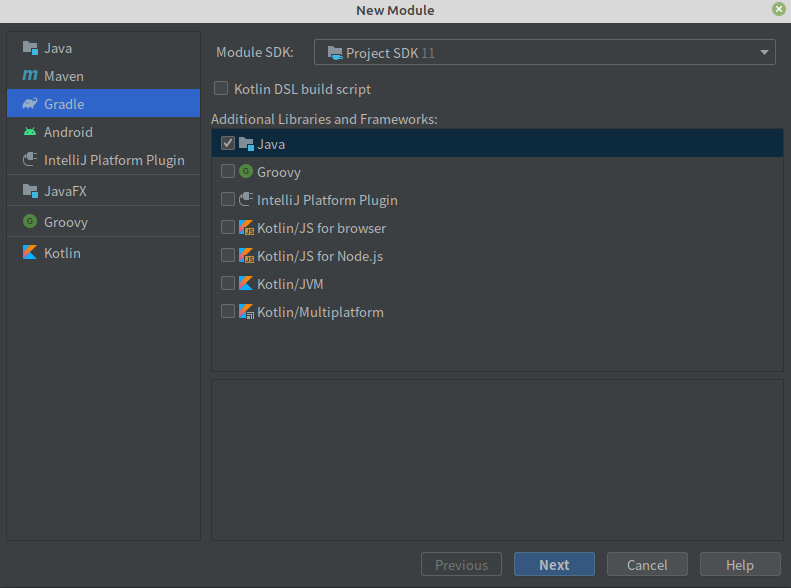 New Module
Java
Maven
Gradle
Android
IntelliJ Platform Plugin
JavaFX
Groovy
Kotlin
Module SDK: Project SDK 11
Kotlin DSL build script
Additional Libraries and Frameworks:
Java
Groovy
IntelliJ Platform Plugin
Kotlin/JS for browser
Kotlin/JS for Node.js
Kotlin/JVM
Kotlin/Multiplatform
Previous Next Cancel Help